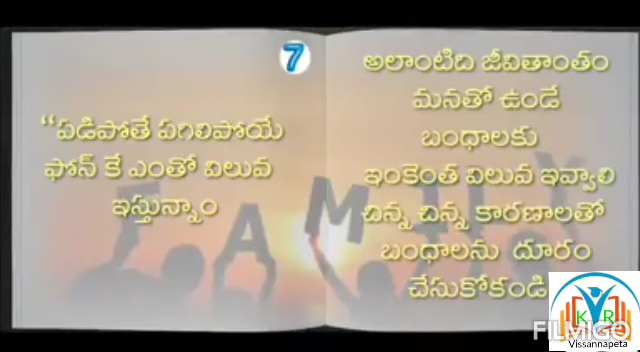 7
“పడిపోతే పగిలిపోయే
ఫోన్ కే ఎంతో విలువ
ఇస్తున్నాం
అలాంటిది జీవితాంతం
మనతో ఉండే
బంధాలకు
ఇంకెంత విలువ ఇవ్వాలి
చిన్న చిన్న కారణాలతో
బంధాలను దూరం
చేసుకోకండి
FAMILY
KVR
Vissannapeta
FILMIGO